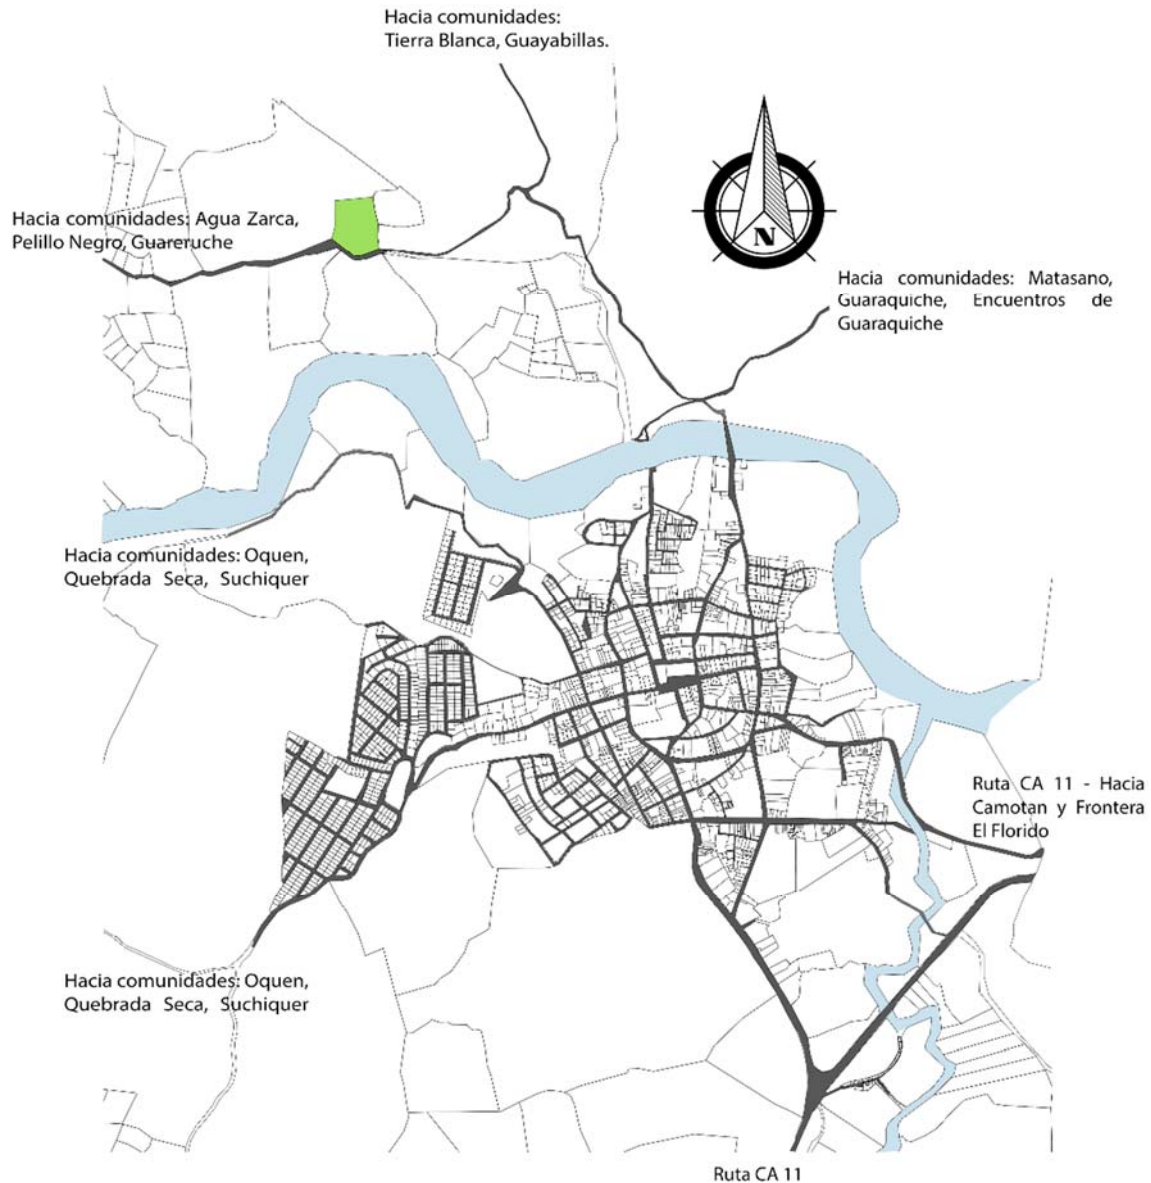 Hacia comunidades:
Tierra Blanca, Guayabillas.
Hacia comunidades: Agua Zarca,
Pelillo Negro, Guareruche
N
Hacia comunidades: Matasano,
Guaraquiche, Encuentros de
Guaraquiche
Hacia comunidades: Oquen,
Quebrada Seca, Suchiquer
Ruta CA 11 - Hacia
Camotan y Frontera
El Florido
Hacia comunidades: Oquen,
Quebrada Seca, Suchiquer
Ruta CA 11